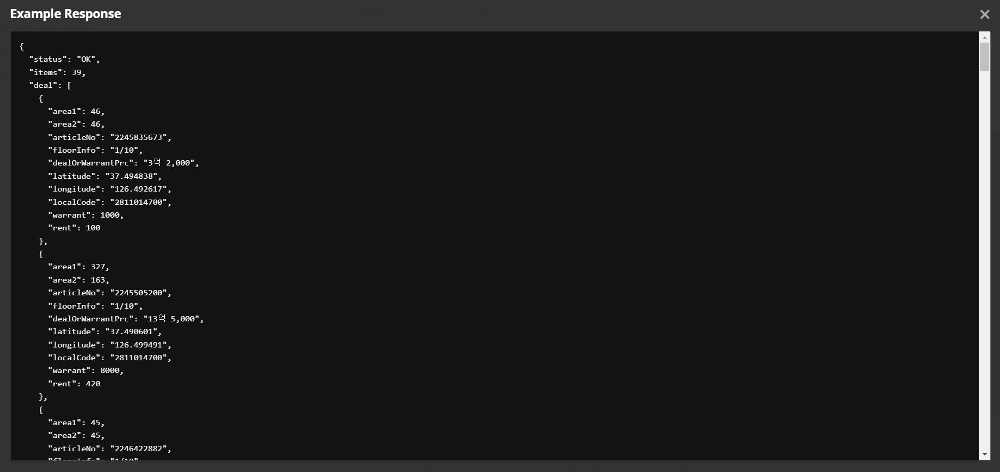 Example Response
{
"status": "OK",
"items": 39,
"deal": [
{
"area1": 46,
"area2": 46,
"articleNo": "2245835673",
"floorInfo": "1/10",
"dealOrWarrantPrc": "3억 2,000",
"latitude": "37.494838",
"longitude": "126.492617",
"localCode": "2811014700",
"warrant": 1000,
"rent": 100
},
{
"area1": 327,
"area2": 163,
"articleNo": "2245505200",
"floorInfo": "1/10",
"dealOrWarrantPrc": "13억 5,000",
"latitude": "37.490601",
"longitude": "126.499491",
"localCode": "2811014700",
"warrant": 8000,
"rent": 420
},
{
"area1": 45,
"area2": 45,
"articleNo": "2246422882",
"floorInfo": "1/10"